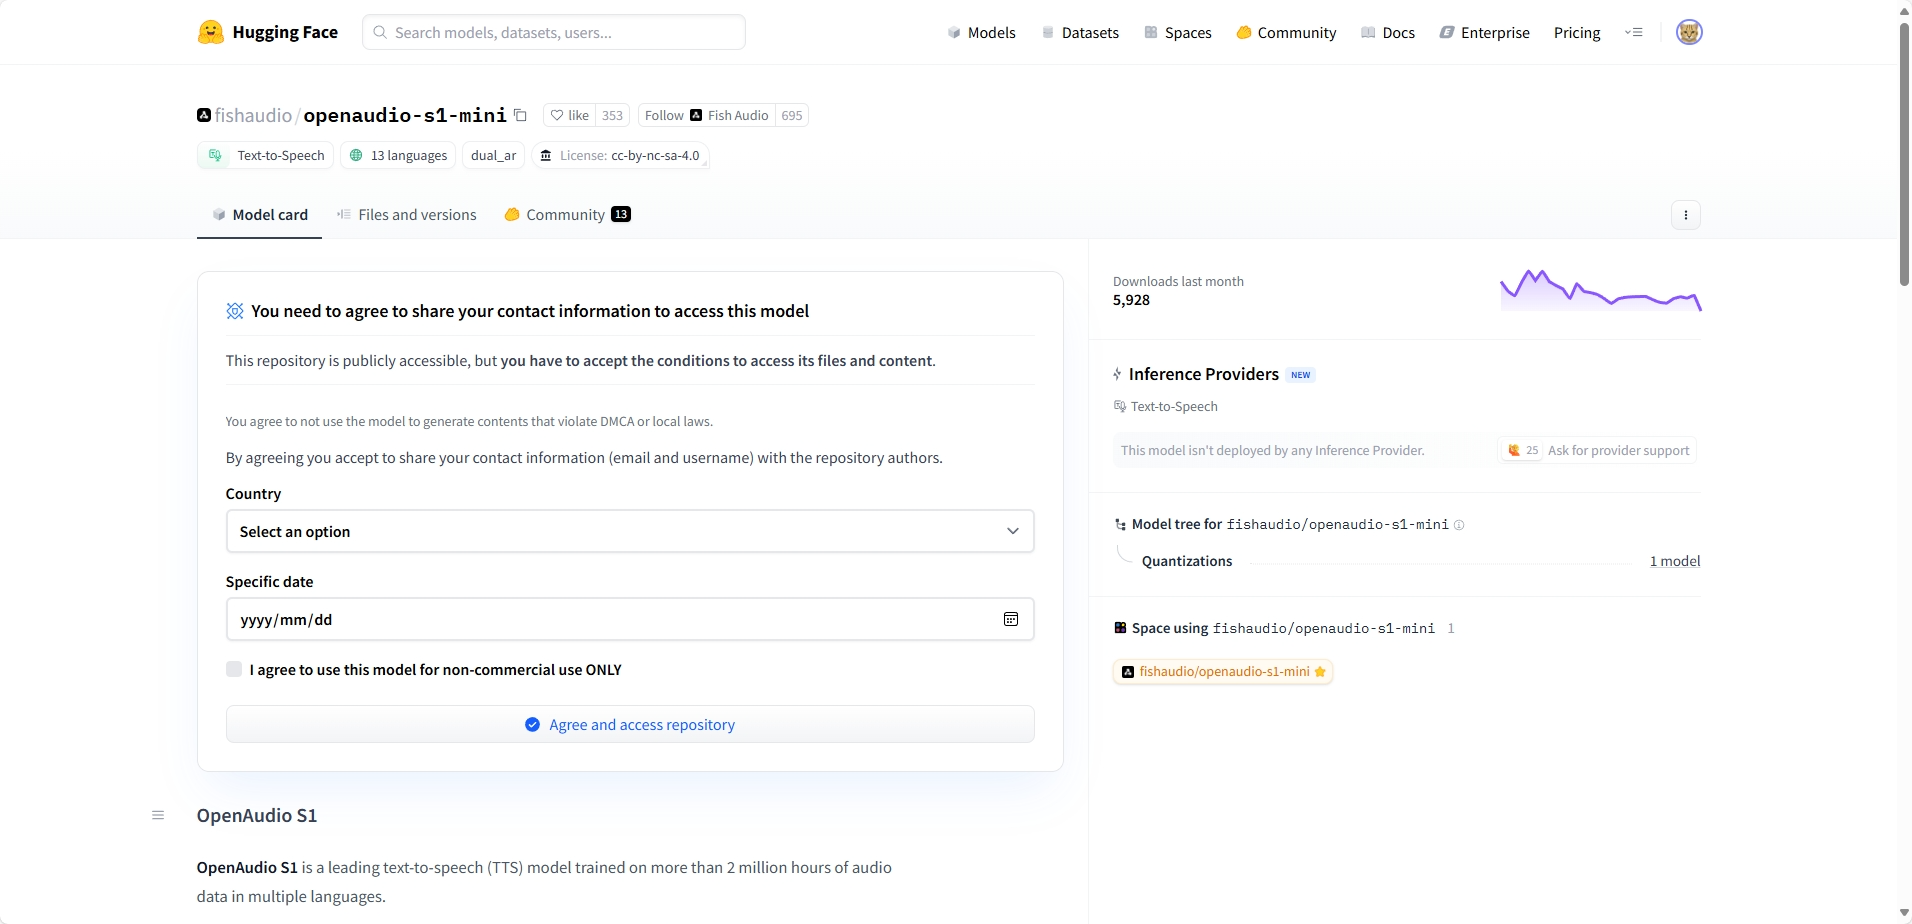 Hugging Face
Search models, datasets, users...
Models
Datasets
Spaces
Community
Docs
Enterprise
Pricing
fishaudio/openaudio-s1-mini
like 353
Follow Fish Audio 695
Text-to-Speech
13 languages
dual_ar
License: cc-by-nc-sa-4.0
Model card
Files and versions
Community 13
You need to agree to share your contact information to access this model
This repository is publicly accessible, but you have to accept the conditions to access its files and content.
You agree to not use the model to generate contents that violate DMCA or local laws.
By agreeing you accept to share your contact information (email and username) with the repository authors.
Country
Select an option
Specific date
yyyy/mm/dd
I agree to use this model for non-commercial use ONLY
Agree and access repository
OpenAudio S1
OpenAudio S1 is a leading text-to-speech (TTS) model trained on more than 2 million hours of audio
data in multiple languages.
Downloads last month
5,928
Inference Providers NEW
Text-to-Speech
This model isn't deployed by any Inference Provider.
25 Ask for provider support
Model tree for fishaudio/openaudio-s1-mini
Quantizations
1 model
Space using fishaudio/openaudio-s1-mini 1
fishaudio/openaudio-s1-mini